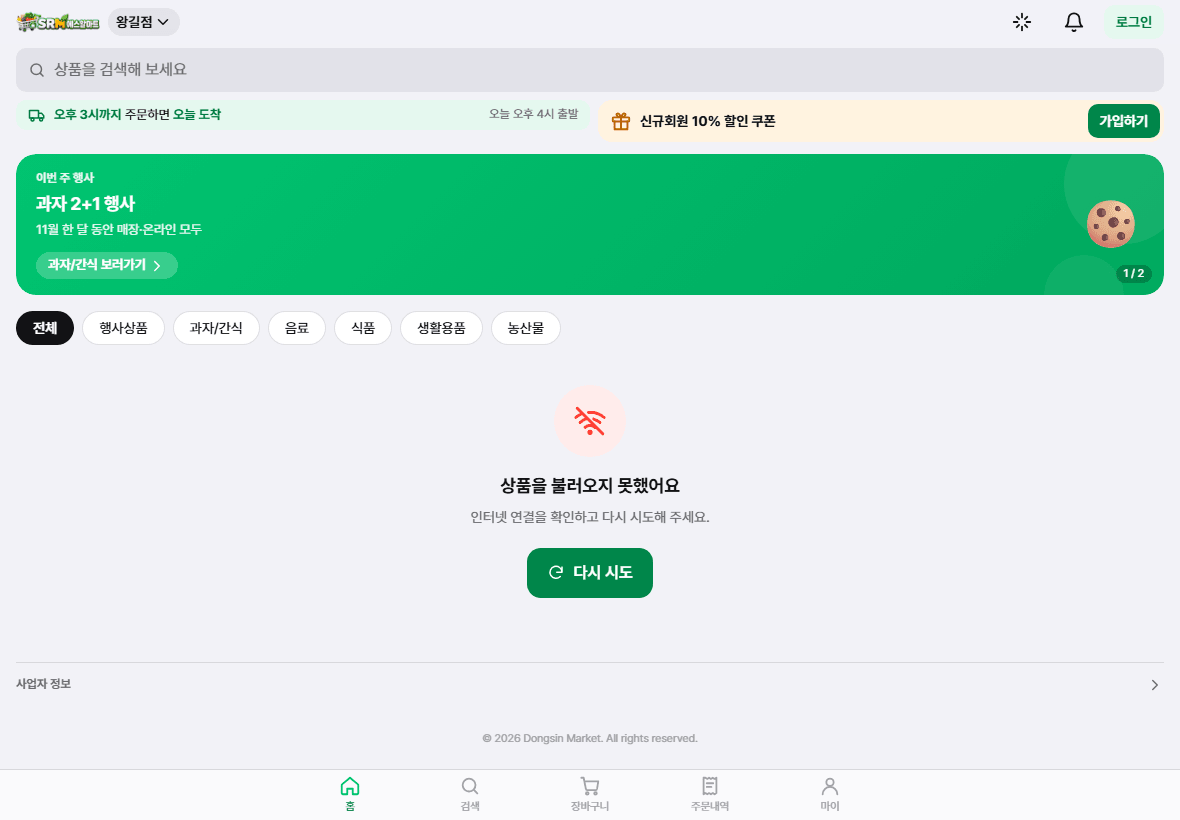 SRM에스알마트
왕길점
로그인
상품을 검색해 보세요
오후 3시까지 주문하면 오늘 도착
오늘 오후 4시 출발
신규회원 10% 할인 쿠폰
가입하기
이번 주 행사
과자 2+1 행사
11월 한 달 동안 매장·온라인 모두
과자/간식 보러가기
1 / 2
전체
행사상품
과자/간식
음료
식품
생활용품
농산물
상품을 불러오지 못했어요
인터넷 연결을 확인하고 다시 시도해 주세요.
다시 시도
사업자 정보
© 2026 Dongsin Market. All rights reserved.
홈
검색
장바구니
주문내역
마이